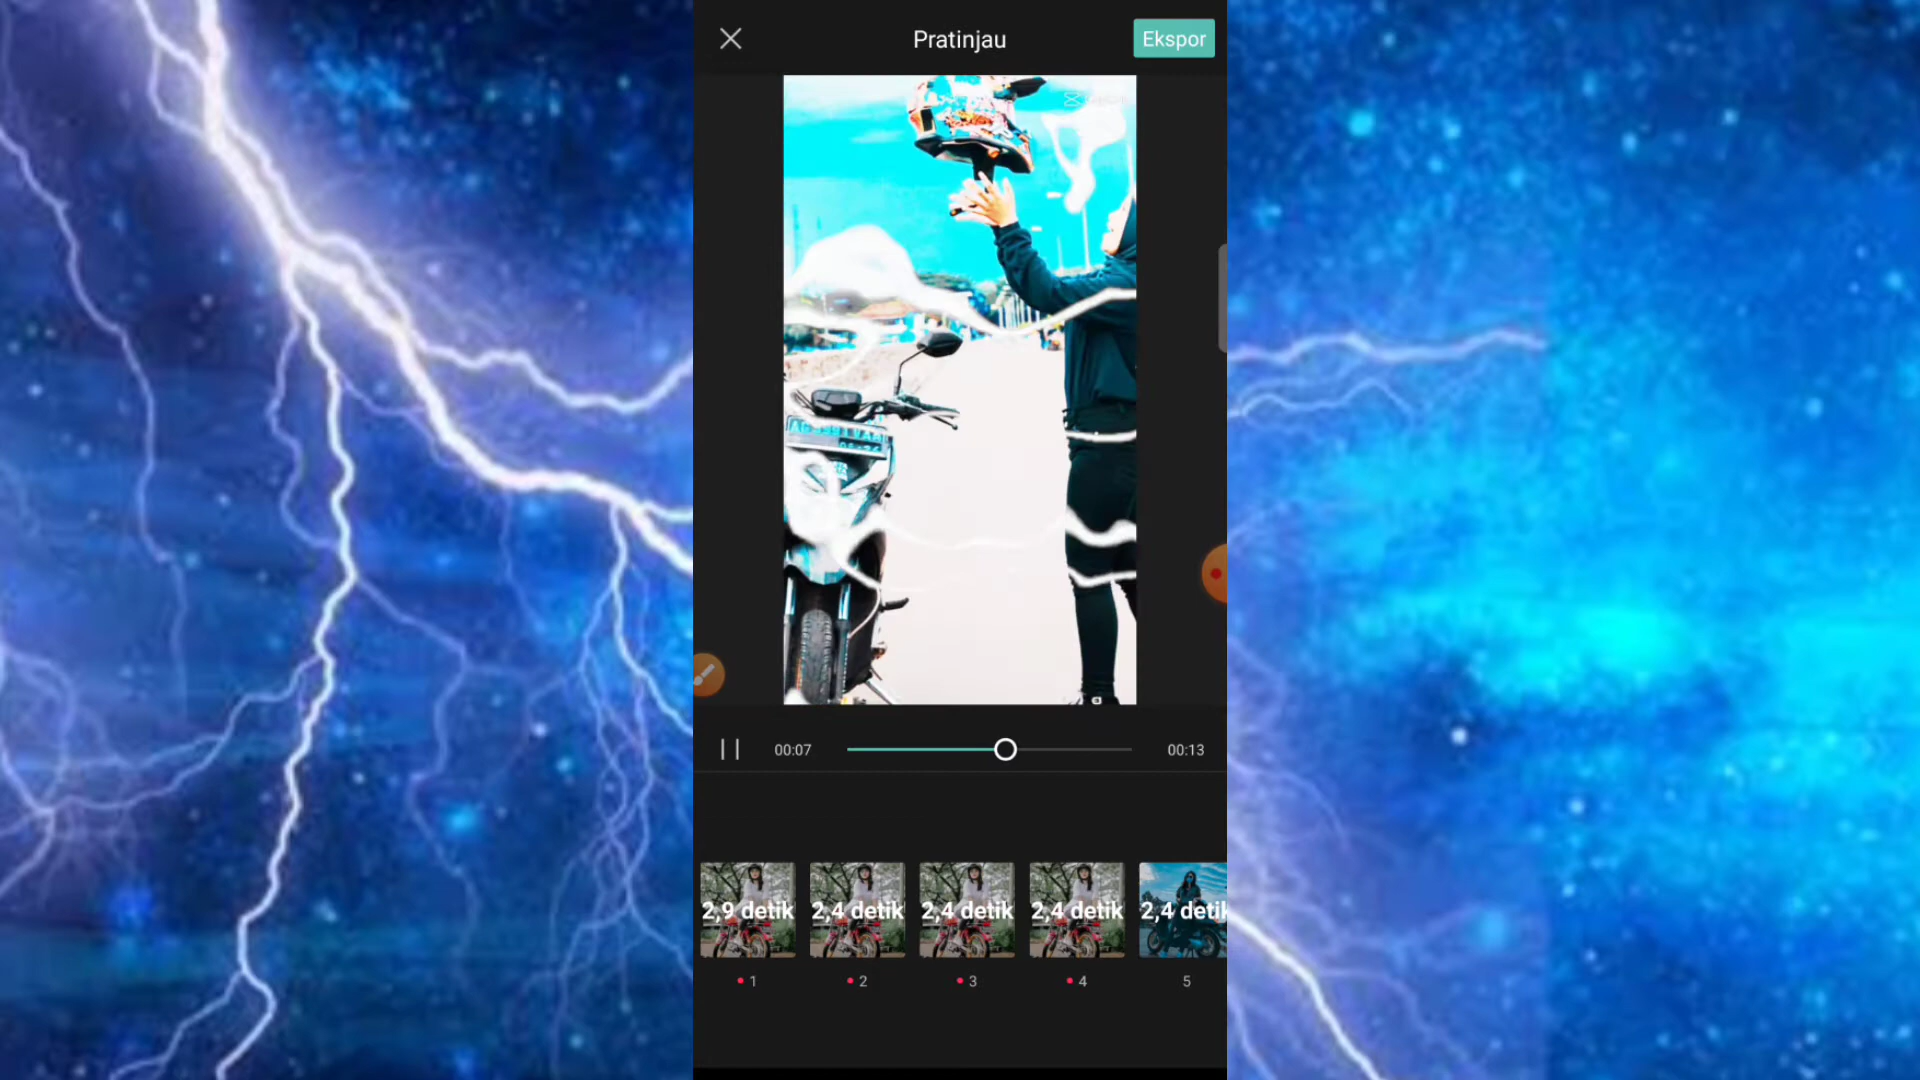 Pratinjau
Ekspor
00:07
00:13
2,9 detik
2,4 detik
2,4 detik
2,4 detik
2,4 detik
1
2
3
4
5